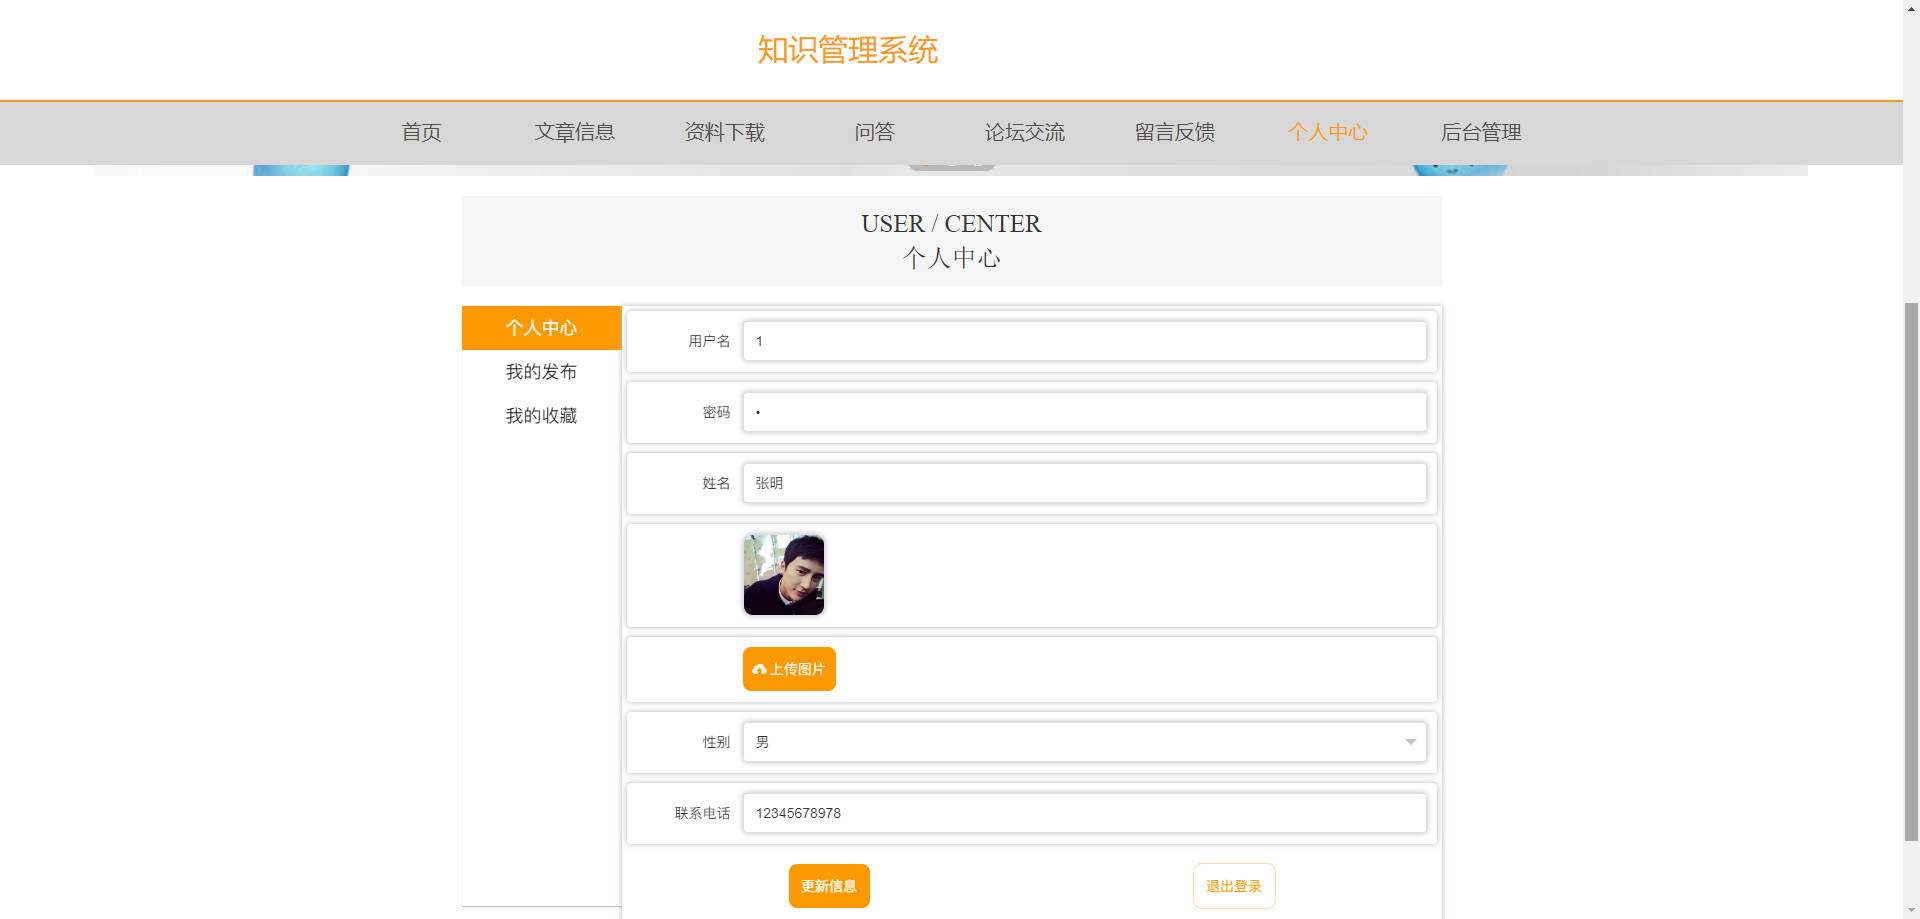 知识管理系统
首页 文章信息 资料下载 问答 论坛交流 留言反馈 个人中心 后台管理
USER / CENTER
个人中心
个人中心
我的发布
我的收藏
用户名 1
密码 •
姓名 张明
上传图片
性别 男
联系电话 12345678978
更新信息 退出登录